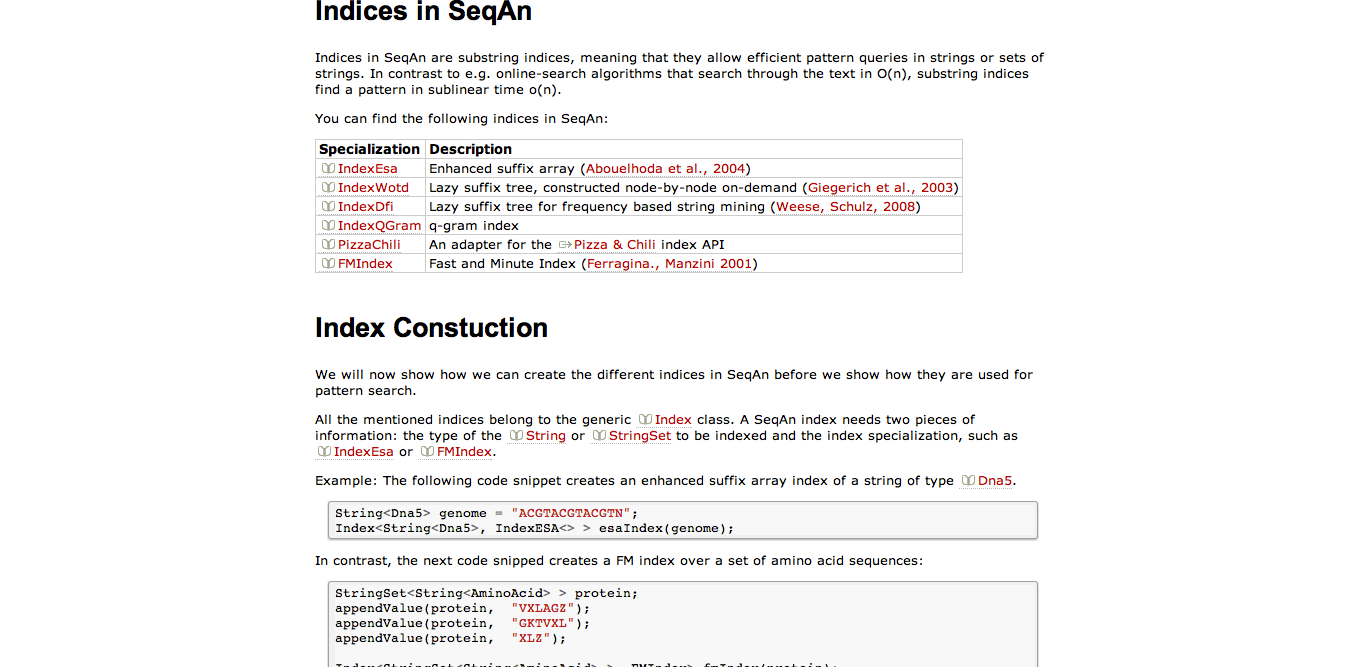 Indices in SeqAn
Indices in SeqAn are substring indices, meaning that they allow efficient pattern queries in strings or sets of
strings. In contrast to e.g. online-search algorithms that search through the text in O(n), substring indices
find a pattern in sublinear time o(n).
You can find the following indices in SeqAn:
Specialization Description
IndexEsa Enhanced suffix array (Abouelhoda et al., 2004)
IndexWotd Lazy suffix tree, constructed node-by-node on-demand (Giegerich et al., 2003)
IndexDfi Lazy suffix tree for frequency based string mining (Weese, Schulz, 2008)
IndexQGram q-gram index
PizzaChili An adapter for the Pizza & Chili index API
FMIndex Fast and Minute Index (Ferragina., Manzini 2001)
Index Constuction
We will now show how we can create the different indices in SeqAn before we show how they are used for
pattern search.
All the mentioned indices belong to the generic Index class. A SeqAn index needs two pieces of
information: the type of the String or StringSet to be indexed and the index specialization, such as
IndexEsa or FMIndex.
Example: The following code snippet creates an enhanced suffix array index of a string of type Dna5.
String<Dna5> genome = "ACGTACGTACGTN";
Index<String<Dna5>, IndexESA<> > esaIndex(genome);
In contrast, the next code snipped creates a FM index over a set of amino acid sequences:
StringSet<String<AminoAcid> > protein;
appendValue(protein, "VXLAGZ");
appendValue(protein, "GKTVXL");
appendValue(protein, "XLZ");
Index<StringSet<String<AminoAcid> >, FMIndex> fmIndex(protein);